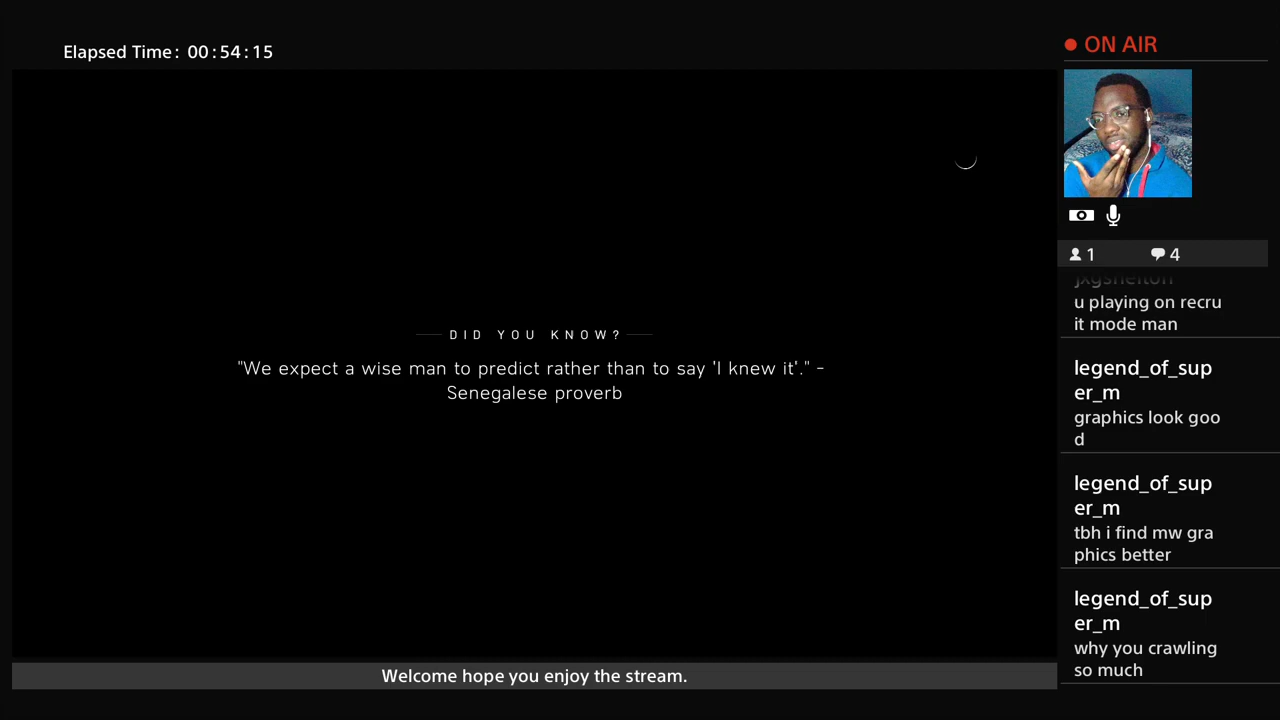 Elapsed Time: 00:54:15
ON AIR
1
4
DID YOU KNOW?
"We expect a wise man to predict rather than to say 'I knew it'." -
Senegalese proverb
jxgshelton
u playing on recru
it mode man
legend_of_sup
er_m
graphics look goo
d
legend_of_sup
er_m
tbh i find mw gra
phics better
legend_of_sup
er_m
why you crawling
so much
Welcome hope you enjoy the stream.